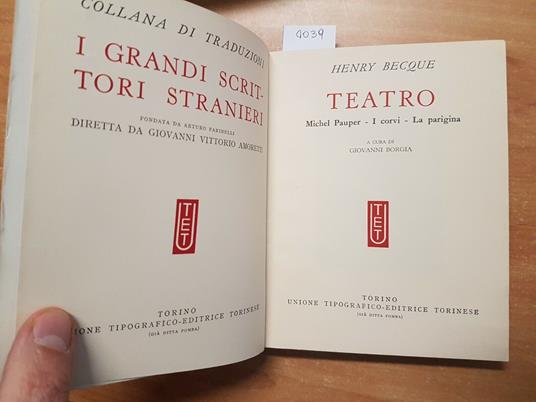 COLLANA DI TRADUZIONI
I GRANDI SCRIT-
TORI STRANIERI
FONDATA DA ARTURO FARINELLI
DIRETTA DA GIOVANNI VITTORIO AMORETTI
UTET
TORINO
UNIONE TIPOGRAFICO-EDITRICE TORINESE
(GIÀ DITTA POMBA)
4039
HENRY BECQUE
TEATRO
Michel Pauper - I corvi - La parigina
A CURA DI
GIOVANNI BORGIA
UTET
TORINO
UNIONE TIPOGRAFICO-EDITRICE TORINESE
(GIÀ DITTA POMBA)